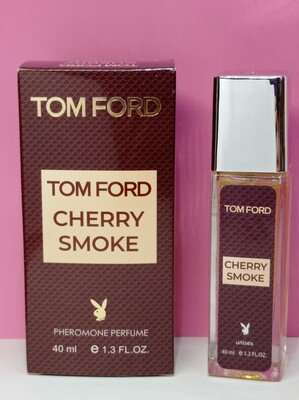 TOM FORD
TOM FORD
CHERRY
SMOKE
PHEROMONE PERFUME
40 ml e 1.3 FL.OZ.
TOM FORD
CHERRY
SMOKE
unisex
40 ml e 1.3 FL.OZ.